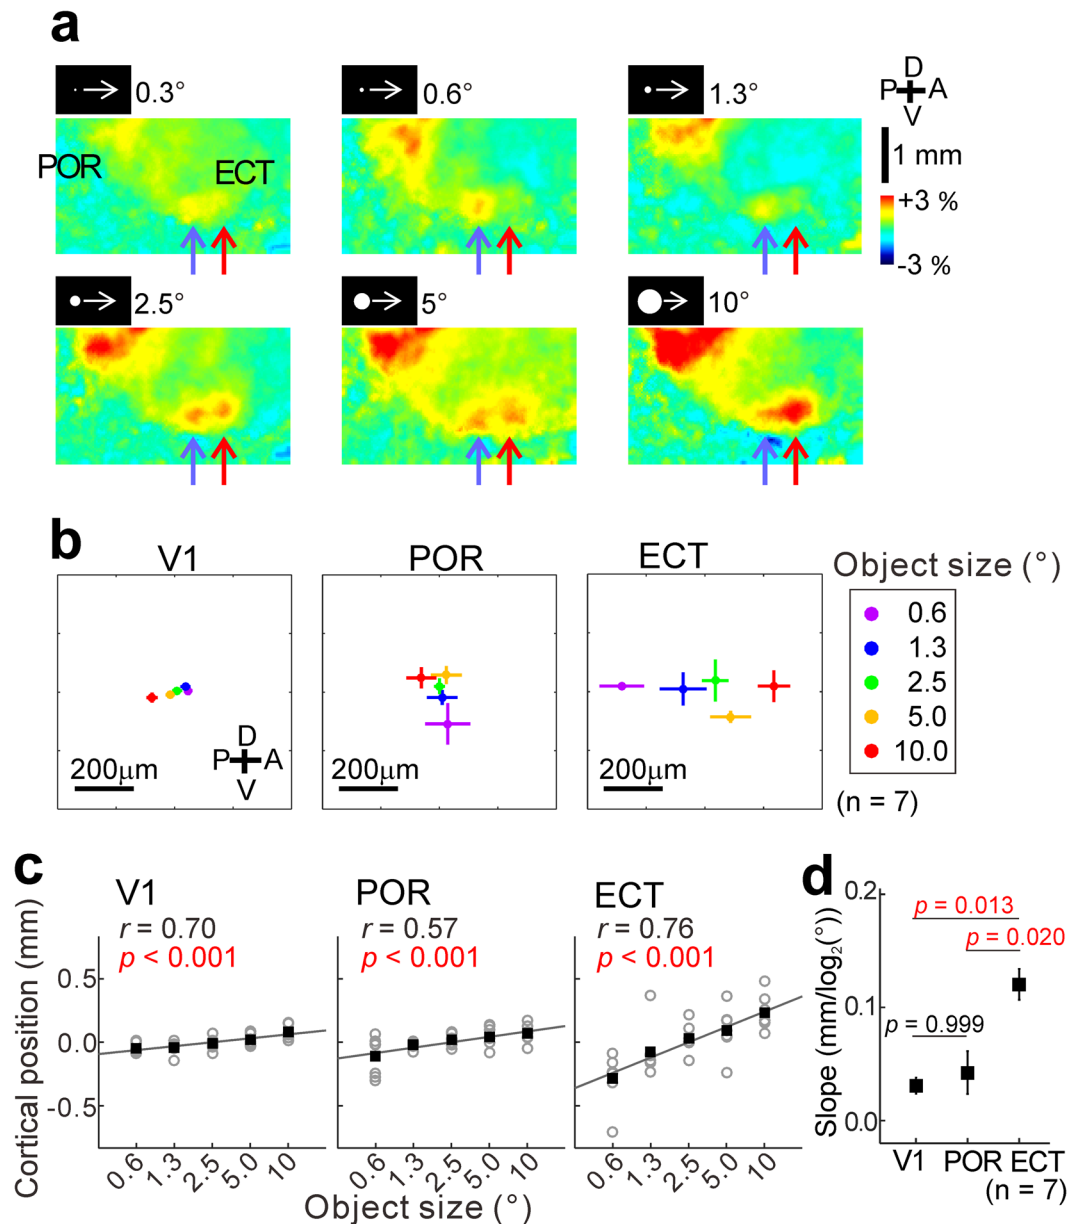 a
0.3°
0.6°
1.3°
D
P A
V
POR
ECT
1 mm
+3 %
-3 %
2.5°
5°
10°
b
V1
POR
ECT
Object size (°)
0.6
1.3
2.5
5.0
10.0
D
P A
V
200μm
200μm
200μm
(n = 7)
c
V1
POR
ECT
r = 0.70
r = 0.57
r = 0.76
p < 0.001
p < 0.001
p < 0.001
Cortical position (mm)
0.5
0.0
-0.5
0.6 1.3 2.5 5.0 10
0.6 1.3 2.5 5.0 10
0.6 1.3 2.5 5.0 10
Object size (°)
d
Slope (mm/log2(°))
0.2
0.1
0.0
p = 0.013
p = 0.020
p = 0.999
V1 POR ECT
(n = 7)